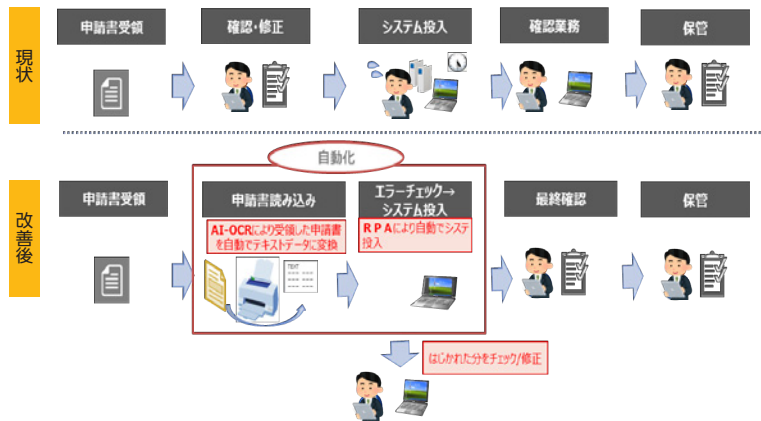 現状
申請書受領
確認・修正
システム投入
確認業務
保管
自動化
改善後
申請書受領
申請書読み込み
エラーチェック→
システム投入
最終確認
保管
AI-OCRにより受領した申請書
を自動でテキストデータに変換
RPAにより自動でシステ
投入
TEXT
はじかれた分をチェック/修正